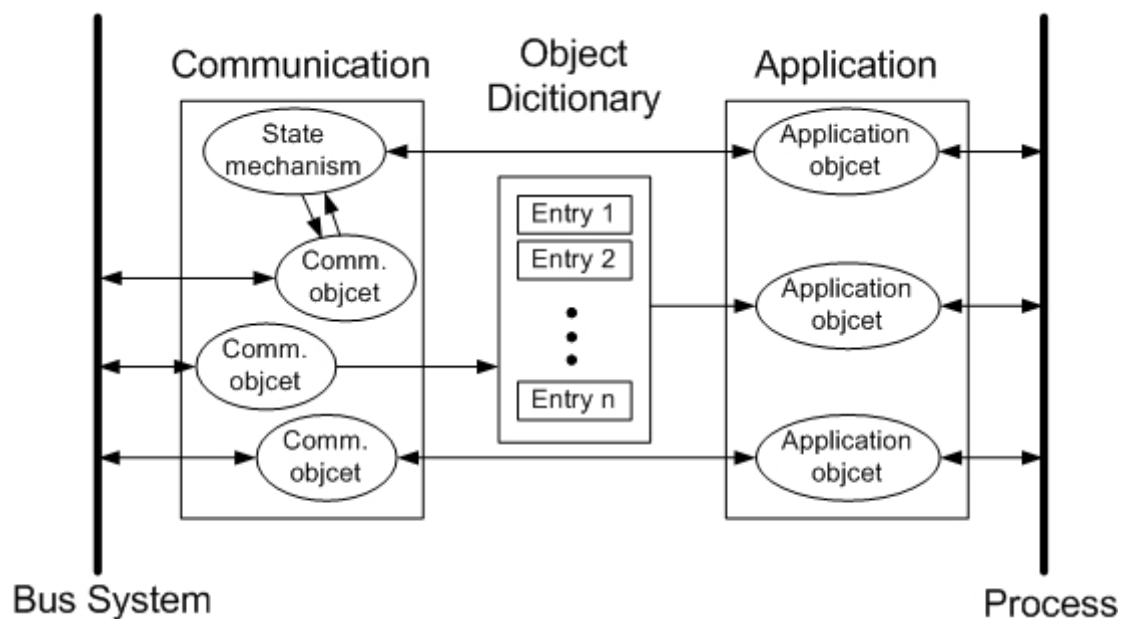 Communication
Object
Dicitionary
Application
State
mechanism
Application
objcet
Entry 1
Entry 2
Comm.
objcet
Application
objcet
Comm.
objcet
Entry n
Comm.
objcet
Application
objcet
Bus System
Process